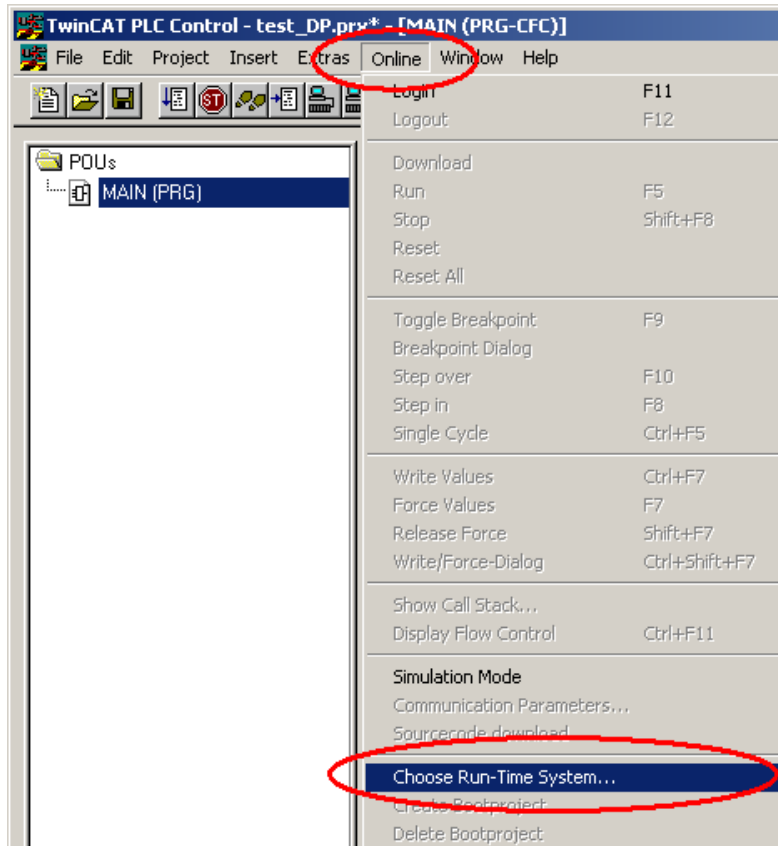 TwinCAT PLC Control - test_DP.prx* - [MAIN (PRG-CFC)]
File Edit Project Insert Extras Online Window Help
ST
POUs
MAIN (PRG)
Login F11
Logout F12
Download
Run F5
Stop Shift+F8
Reset
Reset All
Toggle Breakpoint F9
Breakpoint Dialog
Step over F10
Step in F8
Single Cycle Ctrl+F5
Write Values Ctrl+F7
Force Values F7
Release Force Shift+F7
Write/Force-Dialog Ctrl+Shift+F7
Show Call Stack...
Display Flow Control Ctrl+F11
Simulation Mode
Communication Parameters...
Sourcecode download
Choose Run-Time System...
Create Bootproject
Delete Bootproject